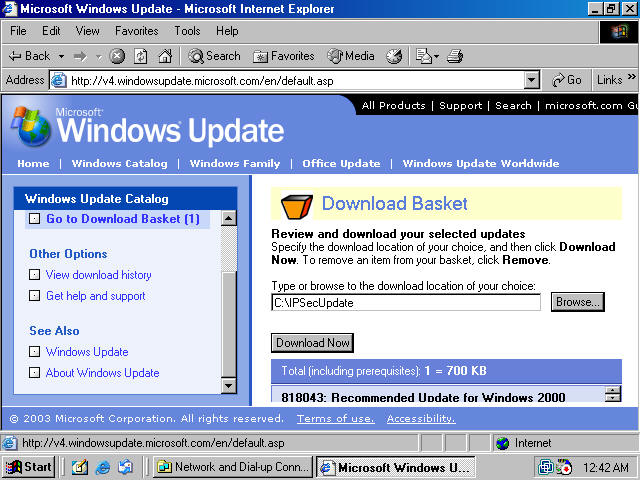 Microsoft Windows Update - Microsoft Internet Explorer
File Edit View Favorites Tools Help
Back Search Favorites Media
Address http://v4.windowsupdate.microsoft.com/en/default.asp Go Links »
All Products | Support | Search | microsoft.com Gu
Microsoft
Windows Update
Home | Windows Catalog | Windows Family | Office Update | Windows Update Worldwide
Windows Update Catalog
Go to Download Basket (1)
Other Options
View download history
Get help and support
See Also
Windows Update
About Windows Update
Download Basket
Review and download your selected updates
Specify the download location of your choice, and then click Download
Now. To remove an item from your basket, click Remove.
Type or browse to the download location of your choice:
C:\IPSecUpdate Browse...
Download Now
Total (including prerequisites): 1 = 700 KB
818043: Recommended Update for Windows 2000
© 2003 Microsoft Corporation. All rights reserved. Terms of use. Accessibility.
http://v4.windowsupdate.microsoft.com/en/default.asp Internet
Start Network and Dial-up Conn... Microsoft Windows U... 12:42 AM